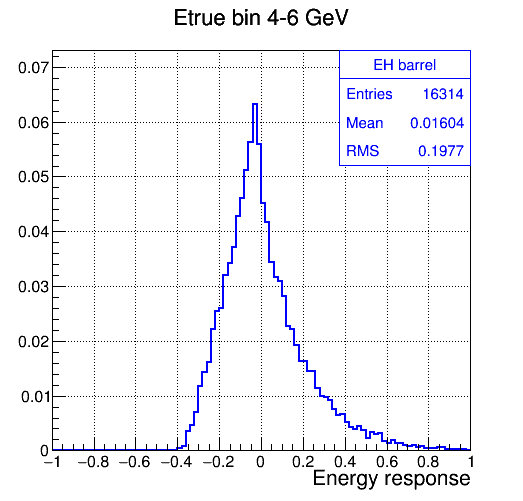 Etrue bin 4-6 GeV
EH barrel
Entries 16314
Mean 0.01604
RMS 0.1977
0.07
0.06
0.05
0.04
0.03
0.02
0.01
0
−1 −0.8 −0.6 −0.4 −0.2 0 0.2 0.4 0.6 0.8 1
Energy response